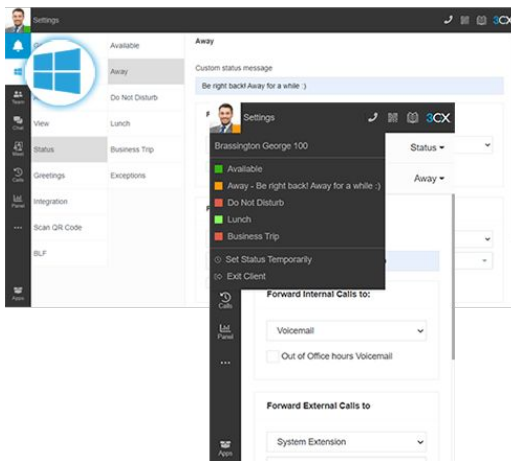 Settings
3CX
Available
Away
Away
Custom status message
Team
Do Not Disturb
Be right back! Away for a while :)
Chat
View
Lunch
Meet
Status
Business Trip
Calls
Greetings
Exceptions
Panel
Integration
Scan QR Code
BLF
Apps
Settings
3CX
Brassington George 100
Status
Available
Away - Be right back! Away for a while :)
Away
Do Not Disturb
Lunch
Business Trip
Set Status Temporarily
Exit Client
Calls
Forward Internal Calls to:
Panel
Voicemail
Out of Office hours Voicemail
Forward External Calls to
System Extension
Apps